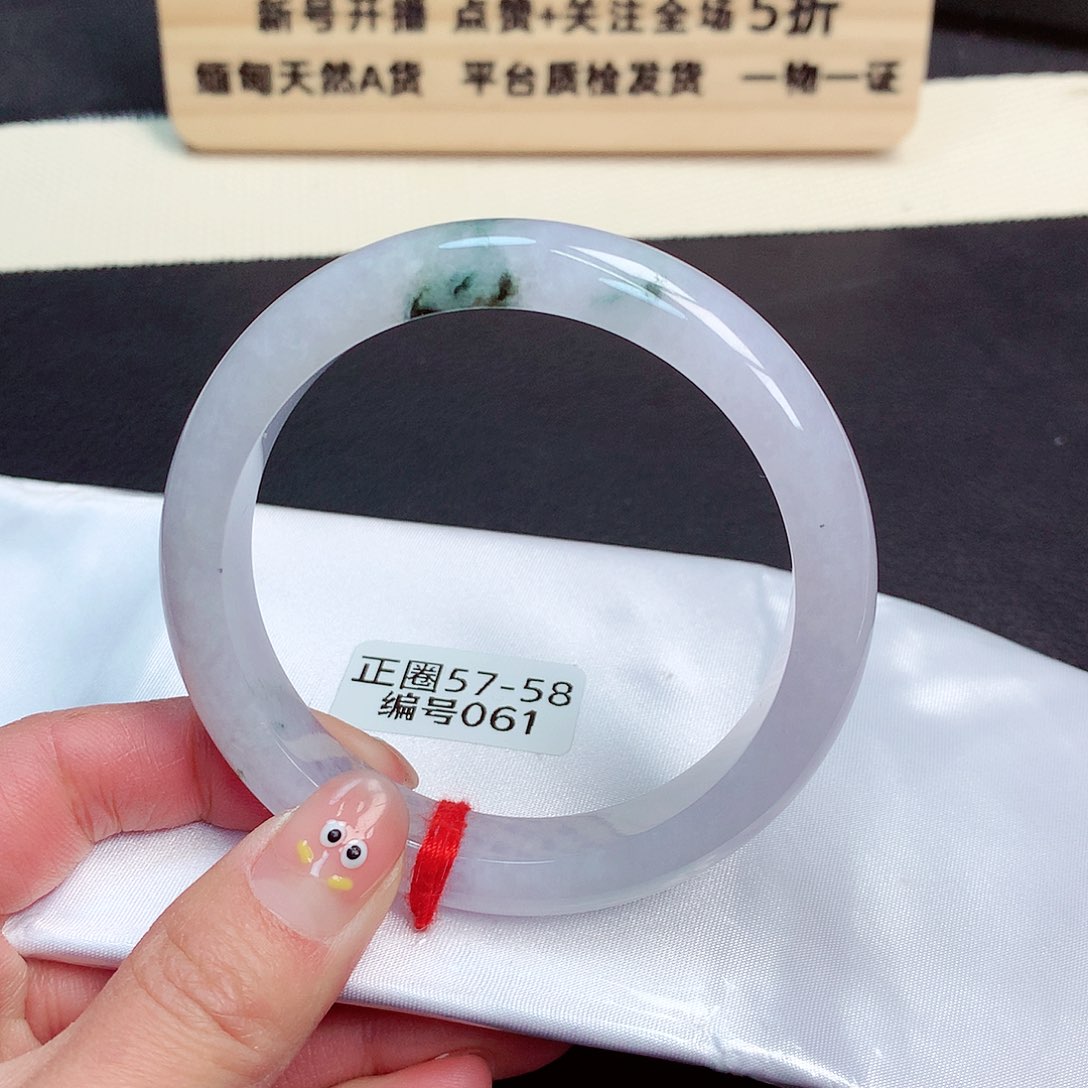 新号开播 点赞+关注全场5折
缅甸天然A货 平台质检发货 一物一证
正圈57-58
编号061